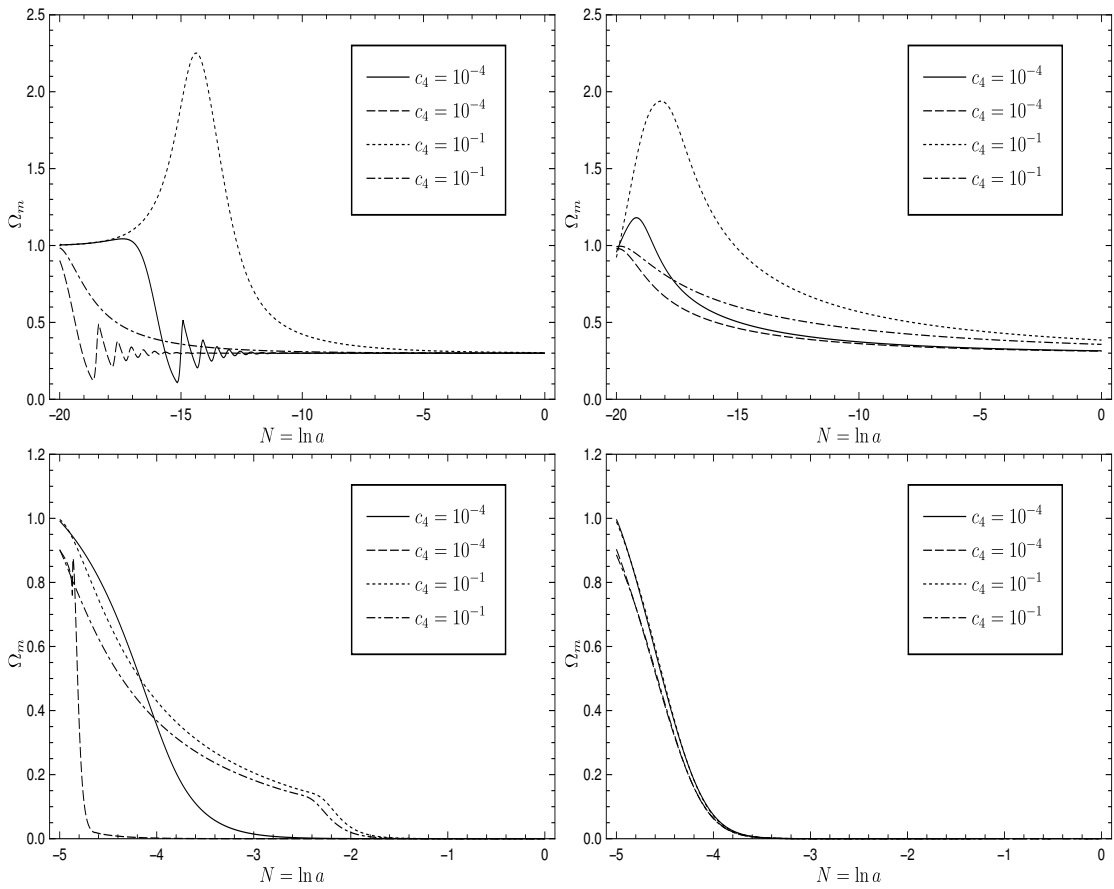 2.5
2.0
1.5
1.0
0.5
0.0
Ω_m
−20
−15
−10
−5
0
N = ln a
c₄ = 10⁻⁴
c₄ = 10⁻⁴
c₄ = 10⁻¹
c₄ = 10⁻¹
2.5
2.0
1.5
1.0
0.5
0.0
Ω_m
−20
−15
−10
−5
0
N = ln a
c₄ = 10⁻⁴
c₄ = 10⁻⁴
c₄ = 10⁻¹
c₄ = 10⁻¹
1.2
1.0
0.8
0.6
0.4
0.2
0.0
Ω_m
−5
−4
−3
−2
−1
0
N = ln a
c₄ = 10⁻⁴
c₄ = 10⁻⁴
c₄ = 10⁻¹
c₄ = 10⁻¹
1.2
1.0
0.8
0.6
0.4
0.2
0.0
Ω_m
−5
−4
−3
−2
−1
0
N = ln a
c₄ = 10⁻⁴
c₄ = 10⁻⁴
c₄ = 10⁻¹
c₄ = 10⁻¹